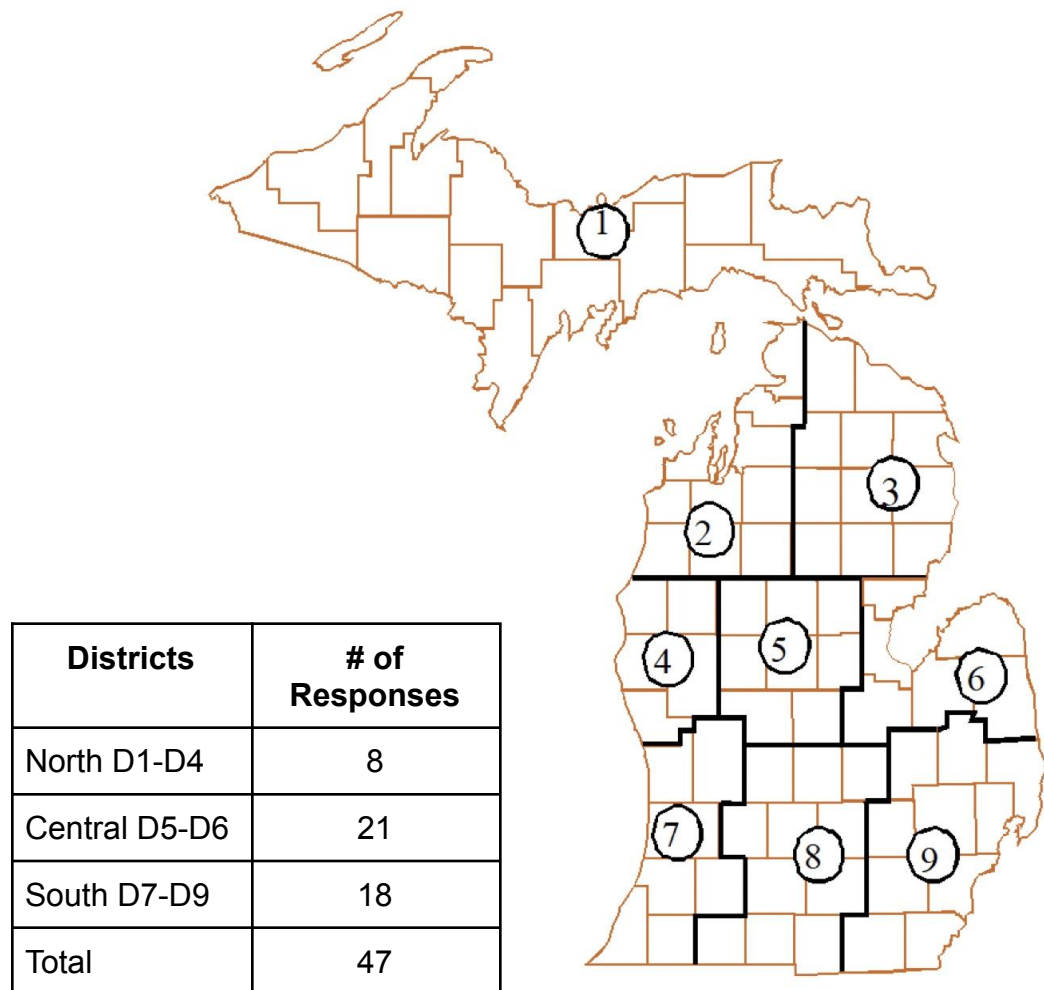 1
2
3
4
5
6
7
8
9
Districts # of
Responses
North D1-D4 8
Central D5-D6 21
South D7-D9 18
Total 47